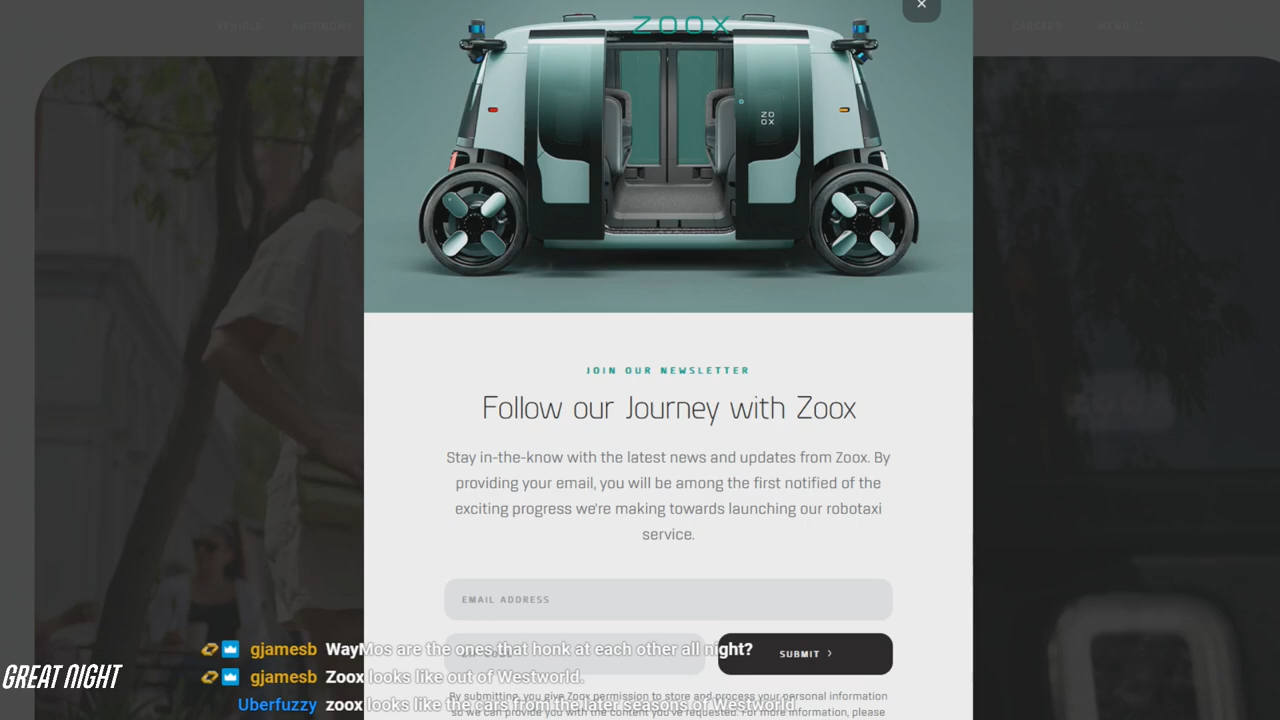 VEHICLE AUTONOMY
ZOOX
×
CAREERS MENU
ZO
OX
JOIN OUR NEWSLETTER
Follow our Journey with Zoox
Stay in-the-know with the latest news and updates from Zoox. By
providing your email, you will be among the first notified of the
exciting progress we're making towards launching our robotaxi
service.
EMAIL ADDRESS
SUBMIT >
gjamesb WayMos are the ones that honk at each other all night?
GREAT NIGHT
gjamesb Zoox looks like out of Westworld.
By submitting, you give Zoox permission to store and process your personal information
Uberfuzzy zoox looks like the cars from the later seasons of Westworld.
so we can provide you with the content you've requested. For more information, please